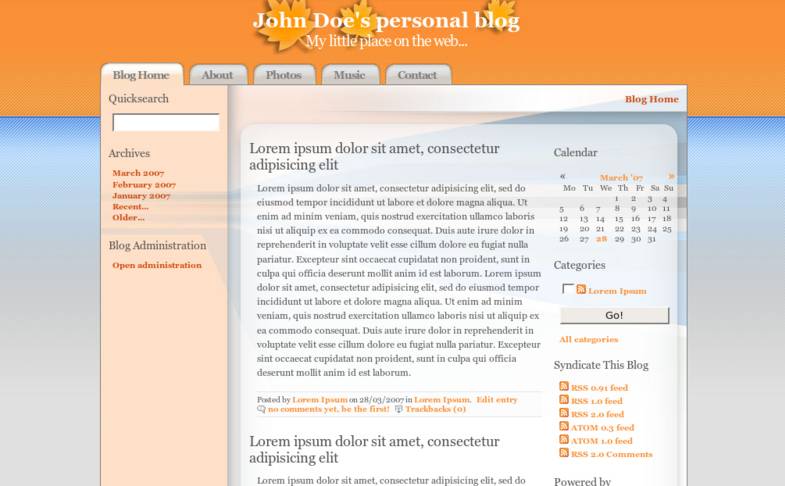 John Doe's personal blog
My little place on the web...
Blog Home
About
Photos
Music
Contact
Blog Home
Quicksearch
Archives
March 2007
February 2007
January 2007
Recent...
Older...
Blog Administration
Open administration
Lorem ipsum dolor sit amet, consectetur
adipisicing elit
Lorem ipsum dolor sit amet, consectetur adipisicing elit, sed do
eiusmod tempor incididunt ut labore et dolore magna aliqua. Ut
enim ad minim veniam, quis nostrud exercitation ullamco laboris
nisi ut aliquip ex ea commodo consequat. Duis aute irure dolor in
reprehenderit in voluptate velit esse cillum dolore eu fugiat nulla
pariatur. Excepteur sint occaecat cupidatat non proident, sunt in
culpa qui officia deserunt mollit anim id est laborum. Lorem ipsum
dolor sit amet, consectetur adipisicing elit, sed do eiusmod tempor
incididunt ut labore et dolore magna aliqua. Ut enim ad minim
veniam, quis nostrud exercitation ullamco laboris nisi ut aliquip ex
ea commodo consequat. Duis aute irure dolor in reprehenderit in
voluptate velit esse cillum dolore eu fugiat nulla pariatur. Excepteur
sint occaecat cupidatat non proident, sunt in culpa qui officia
deserunt mollit anim id est laborum.
Posted by Lorem Ipsum on 28/03/2007 in Lorem Ipsum. Edit entry
no comments yet, be the first! Trackbacks (0)
Lorem ipsum dolor sit amet, consectetur
adipisicing elit
Lorem ipsum dolor sit amet, consectetur adipisicing elit, sed do
Calendar
« March '07 »
Mo Tu We Th Fr Sa Su
1 2 3 4
5 6 7 8 9 10 11
12 13 14 15 16 17 18
19 20 21 22 23 24 25
26 27 28 29 30 31
Categories
Lorem Ipsum
Go!
All categories
Syndicate This Blog
RSS 0.91 feed
RSS 1.0 feed
RSS 2.0 feed
ATOM 0.3 feed
ATOM 1.0 feed
RSS 2.0 Comments
Powered by